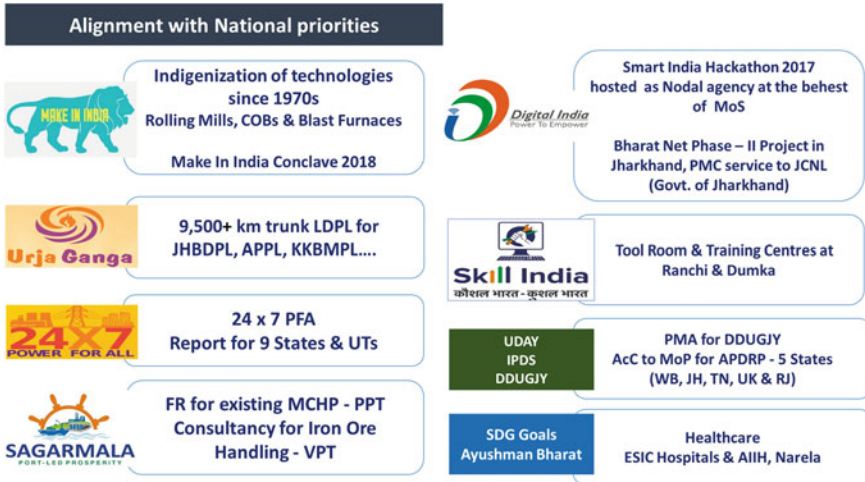 Alignment with National priorities
MAKE IN INDIA
Indigenization of technologies
since 1970s
Rolling Mills, COBs & Blast Furnaces
Make In India Conclave 2018
Urja Ganga
9,500+ km trunk LDPL for
JHBDPL, APPL, KKBMPL....
24X7
POWER FOR ALL
24 x 7 PFA
Report for 9 States & UTs
SAGARMALA
PORT-LED PROSPERITY
FR for existing MCHP - PPT
Consultancy for Iron Ore
Handling - VPT
Digital India
Power To Empower
Smart India Hackathon 2017
hosted as Nodal agency at the behest
of MoS
Bharat Net Phase – II Project in
Jharkhand, PMC service to JCNL
(Govt. of Jharkhand)
Skill India
कौशल भारत - कुशल भारत
Tool Room & Training Centres at
Ranchi & Dumka
UDAY
IPDS
DDUGJY
PMA for DDUGJY
AcC to MoP for APDRP - 5 States
(WB, JH, TN, UK & RJ)
SDG Goals
Ayushman Bharat
Healthcare
ESIC Hospitals & AIIH, Narela